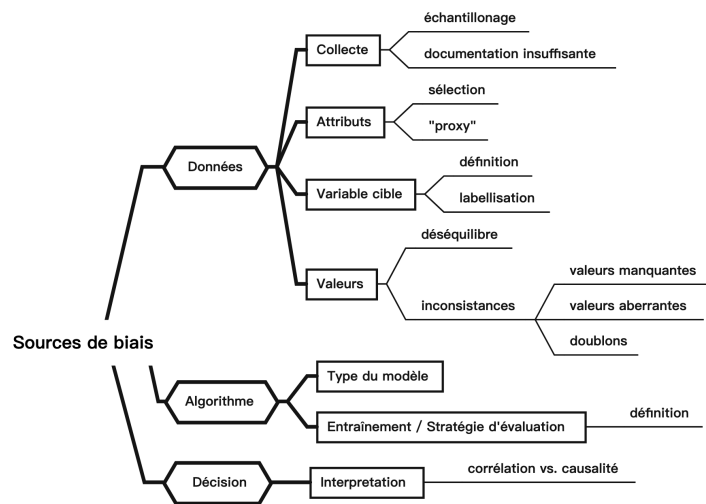 échantillonage
Collecte
documentation insuffisante
sélection
Attributs
"proxy"
Données
définition
Variable cible
labellisation
déséquilibre
Valeurs
valeurs manquantes
inconsistances
valeurs aberrantes
doublons
Sources de biais
Type du modèle
Algorithme
définition
Entraînement / Stratégie d'évaluation
corrélation vs. causalité
Décision
Interpretation